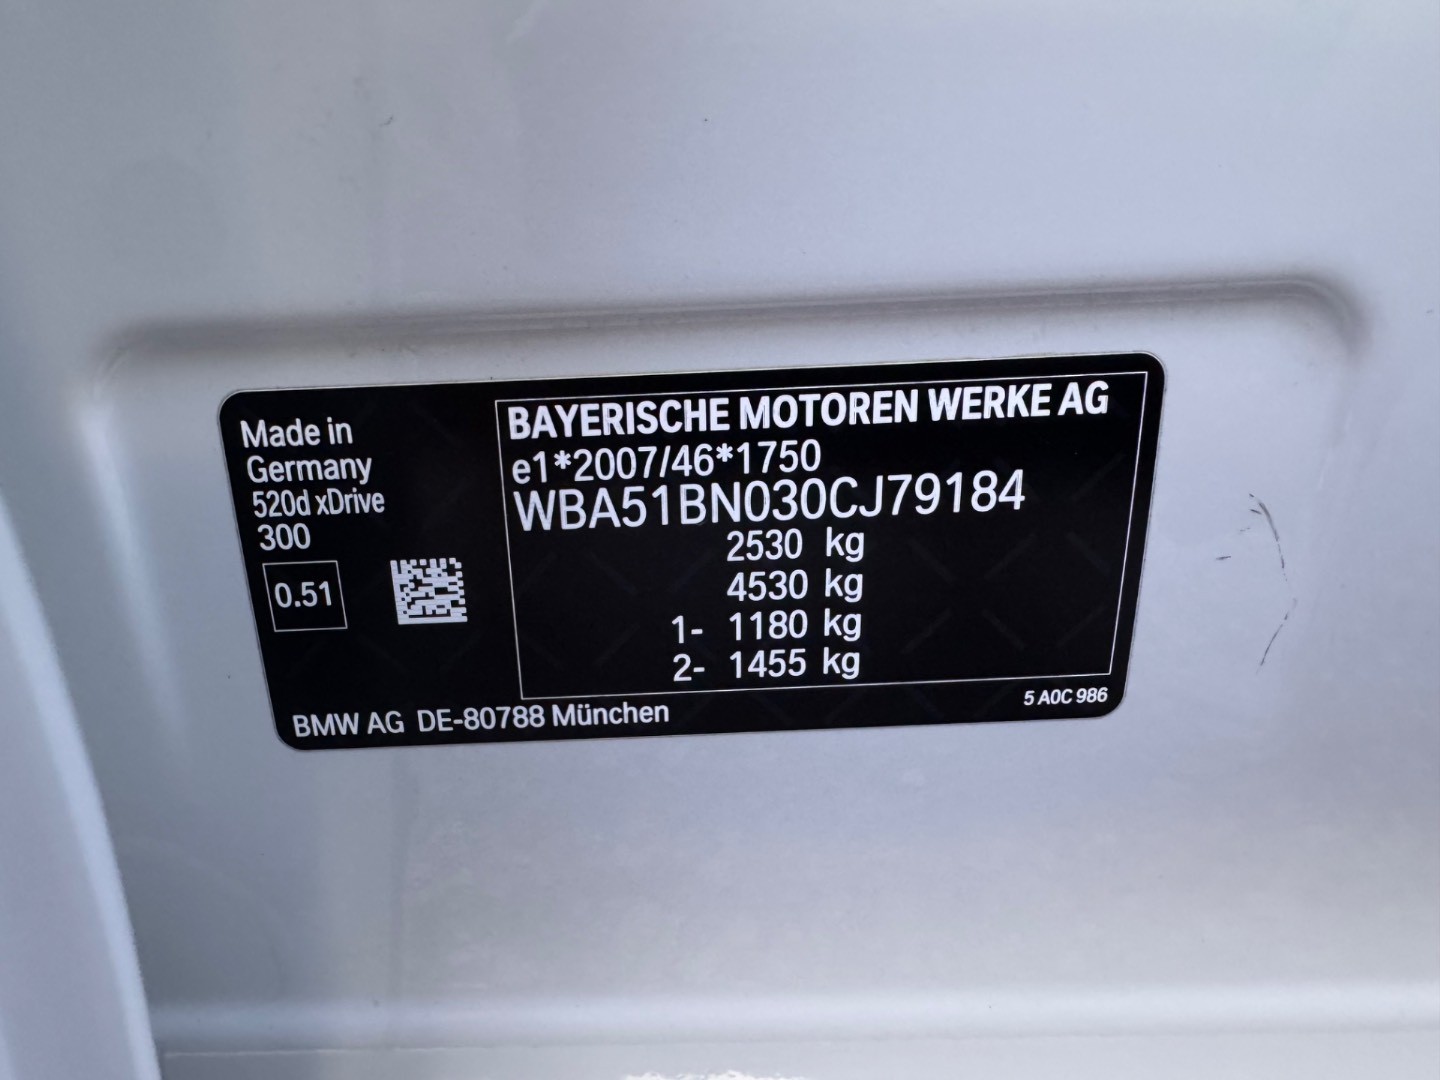 Made in
Germany
520d xDrive
300
0.51
BAYERISCHE MOTOREN WERKE AG
e1*2007/46*1750
WBA51BN030CJ79184
2530 kg
4530 kg
1- 1180 kg
2- 1455 kg
5 A0C 986
BMW AG DE-80788 München